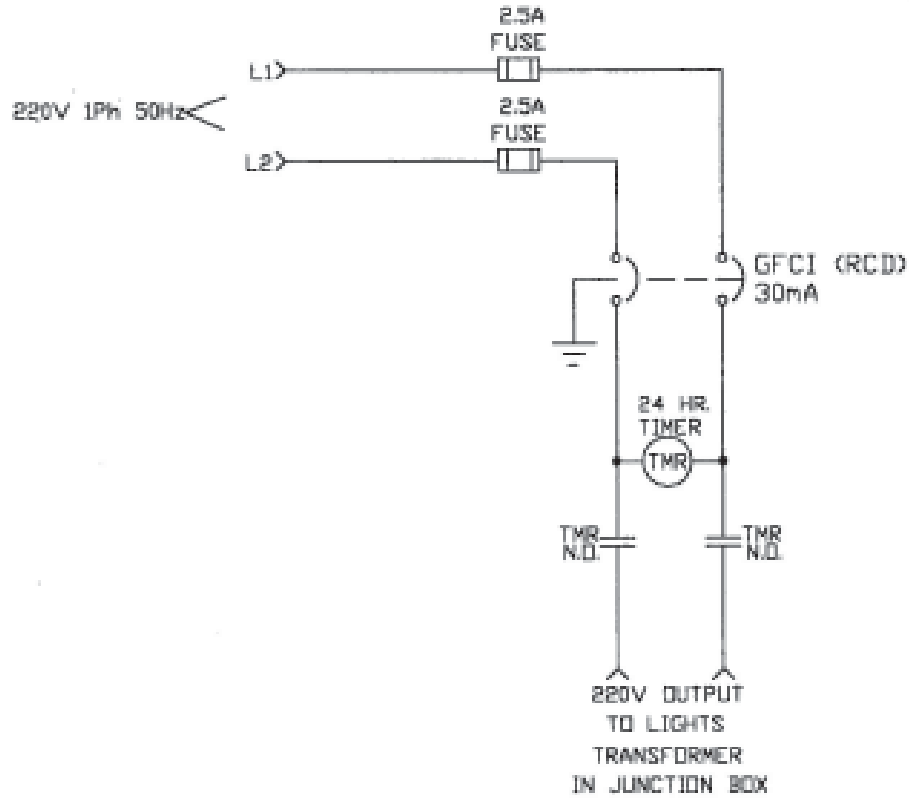 2.5A
FUSE
L1
220V 1Ph 50Hz
2.5A
FUSE
L2
GFCI (RCD)
30mA
24 HR.
TIMER
TMR
TMR
N.O.
TMR
N.O.
220V OUTPUT
TO LIGHTS
TRANSFORMER
IN JUNCTION BOX